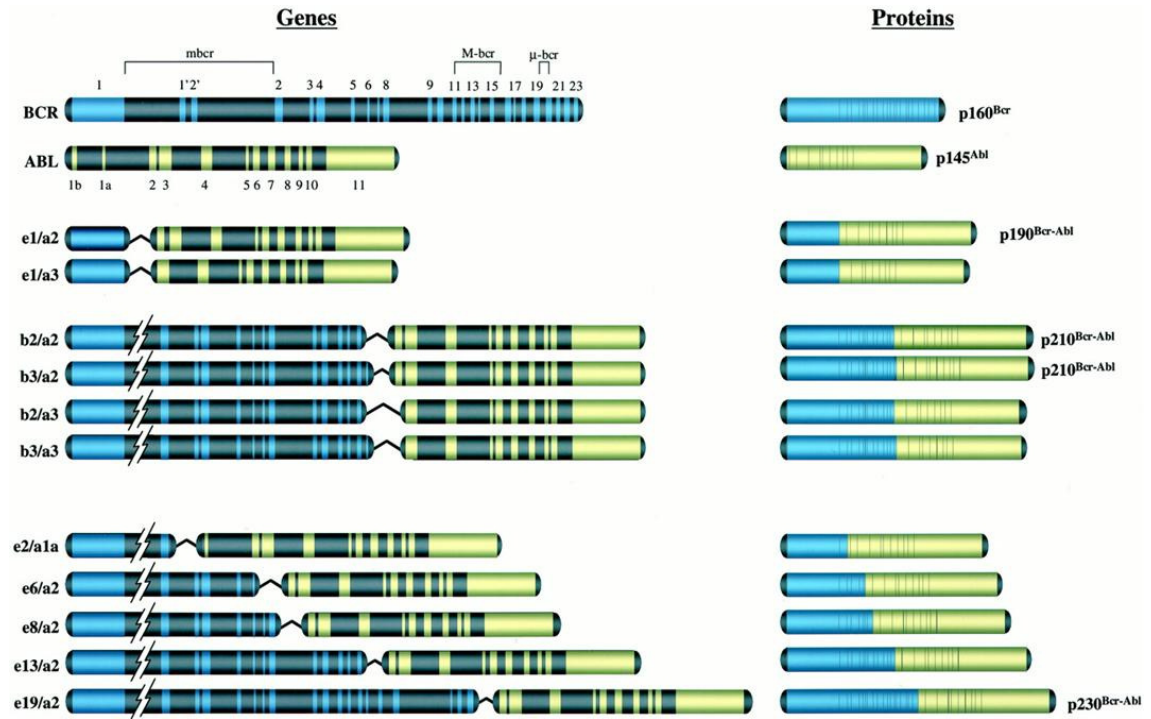 Genes Proteins
mbcr M-bcr µ-bcr
1 1' 2' 2 3 4 5 6 8 9 11 13 15 17 19 21 23
BCR p160Bcr
ABL p145Abl
1b 1a 2 3 4 5 6 7 8 9 10 11
e1/a2 p190Bcr-Abl
e1/a3
b2/a2 p210Bcr-Abl
b3/a2 p210Bcr-Abl
b2/a3
b3/a3
e2/a1a
e6/a2
e8/a2
e13/a2
e19/a2 p230Bcr-Abl